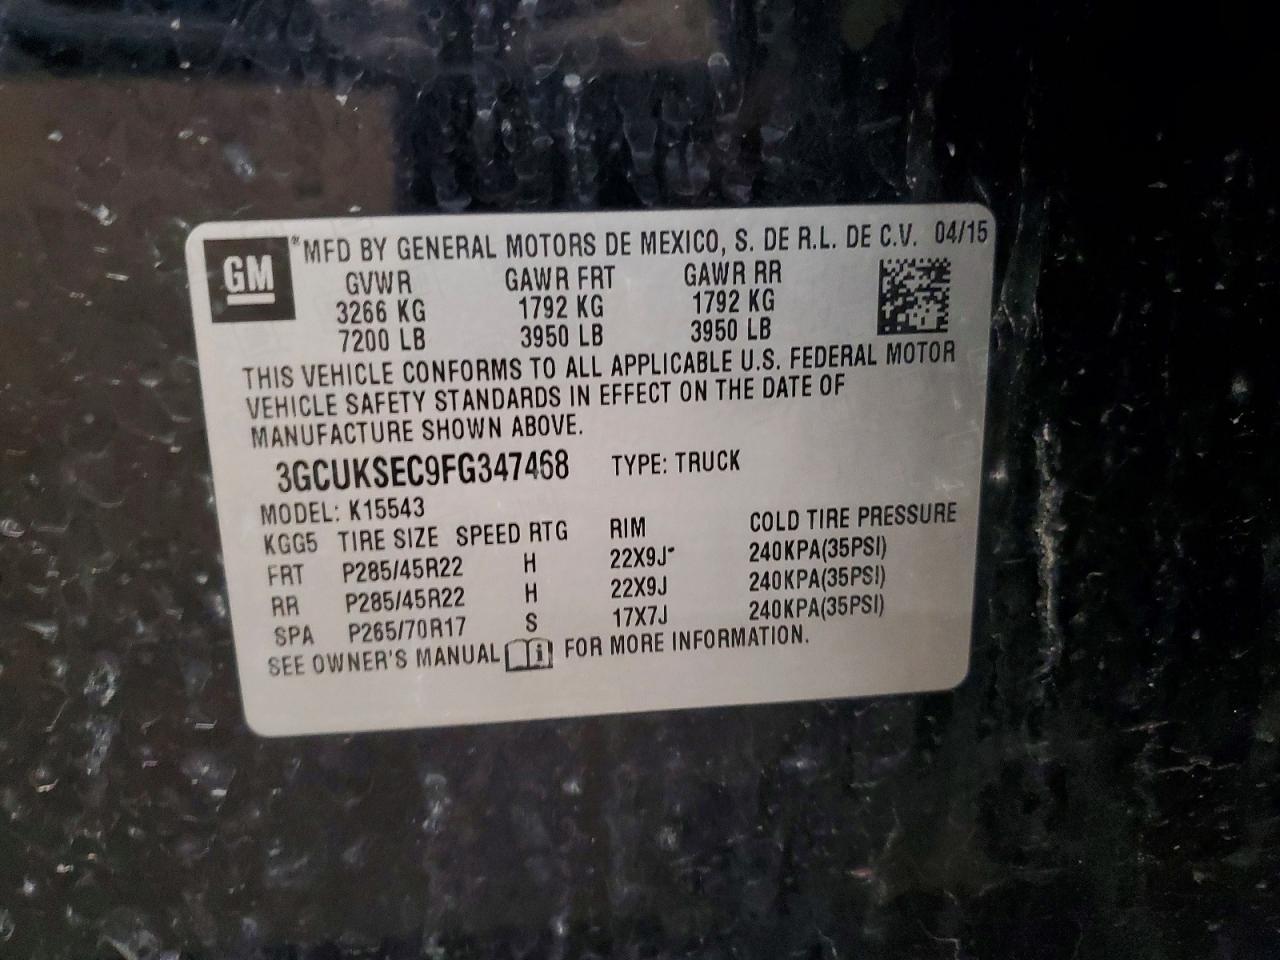 GM
*MFD BY GENERAL MOTORS DE MEXICO, S. DE R.L. DE C.V. 04/15
GVWR GAWR FRT GAWR RR
3266 KG 1792 KG 1792 KG
7200 LB 3950 LB 3950 LB
THIS VEHICLE CONFORMS TO ALL APPLICABLE U.S. FEDERAL MOTOR
VEHICLE SAFETY STANDARDS IN EFFECT ON THE DATE OF
MANUFACTURE SHOWN ABOVE.
3GCUKSEC9FG347468 TYPE: TRUCK
MODEL: K15543
KGG5 TIRE SIZE SPEED RTG RIM COLD TIRE PRESSURE
FRT P285/45R22 H 22X9J 240KPA(35PSI)
RR P285/45R22 H 22X9J 240KPA(35PSI)
SPA P265/70R17 S 17X7J 240KPA(35PSI)
SEE OWNER'S MANUAL FOR MORE INFORMATION.